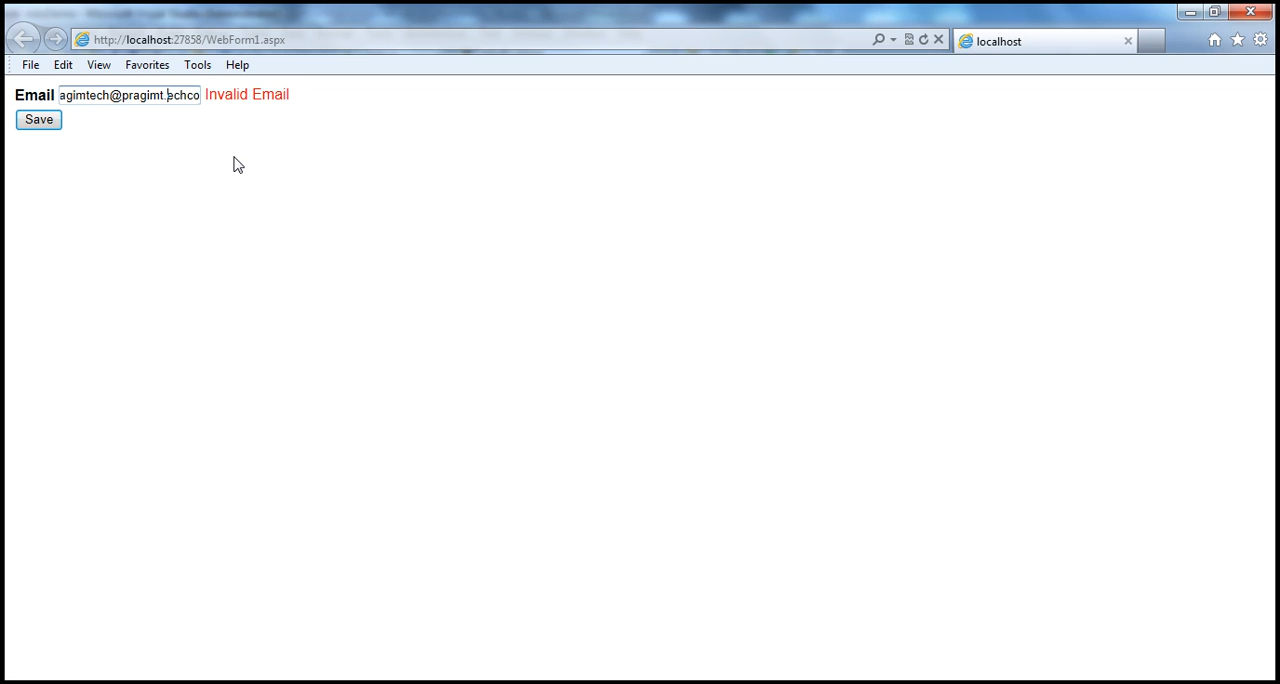 http://localhost:27858/WebForm1.aspx
localhost
File Edit View Favorites Tools Help
Email agimtech@pragimt.echco Invalid Email
Save